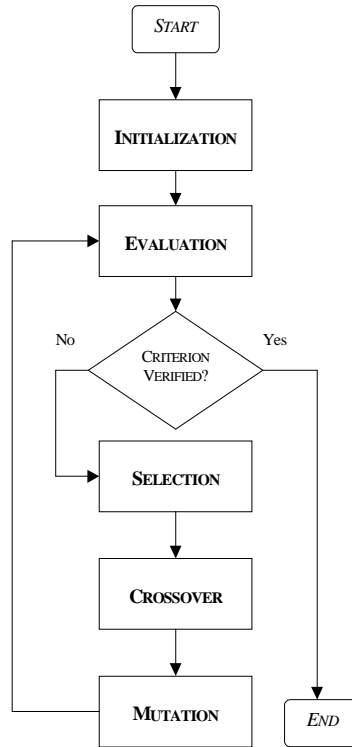 START
INITIALIZATION
EVALUATION
No
Yes
CRITERION
VERIFIED?
SELECTION
CROSSOVER
MUTATION
END